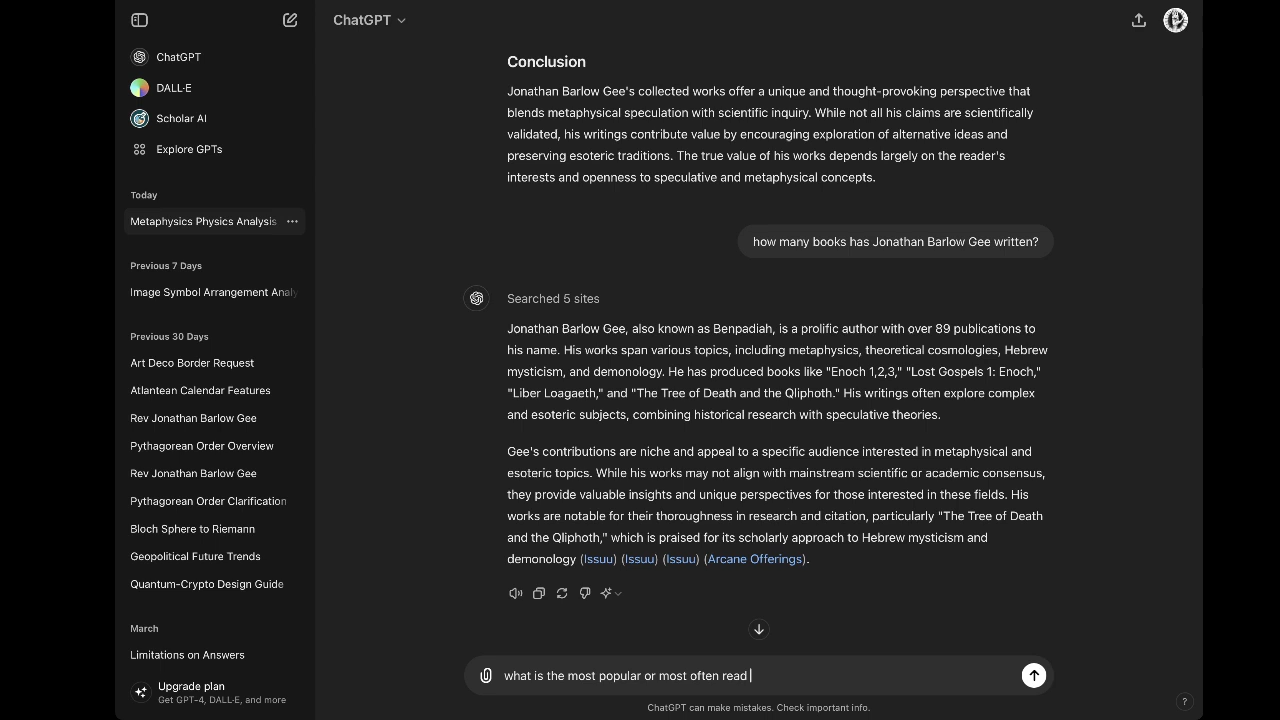 ChatGPT
DALL·E
Scholar AI
Explore GPTs
Today
Metaphysics Physics Analysis
Previous 7 Days
Image Symbol Arrangement Analy
Previous 30 Days
Art Deco Border Request
Atlantean Calendar Features
Rev Jonathan Barlow Gee
Pythagorean Order Overview
Rev Jonathan Barlow Gee
Pythagorean Order Clarification
Bloch Sphere to Riemann
Geopolitical Future Trends
Quantum-Crypto Design Guide
March
Limitations on Answers
Upgrade plan
Get GPT-4, DALL·E, and more
ChatGPT
Conclusion
Jonathan Barlow Gee's collected works offer a unique and thought-provoking perspective that
blends metaphysical speculation with scientific inquiry. While not all his claims are scientifically
validated, his writings contribute value by encouraging exploration of alternative ideas and
preserving esoteric traditions. The true value of his works depends largely on the reader's
interests and openness to speculative and metaphysical concepts.
how many books has Jonathan Barlow Gee written?
Searched 5 sites
Jonathan Barlow Gee, also known as Benpadiah, is a prolific author with over 89 publications to
his name. His works span various topics, including metaphysics, theoretical cosmologies, Hebrew
mysticism, and demonology. He has produced books like "Enoch 1,2,3," "Lost Gospels 1: Enoch,"
"Liber Loagaeth," and "The Tree of Death and the Qliphoth." His writings often explore complex
and esoteric subjects, combining historical research with speculative theories.
Gee's contributions are niche and appeal to a specific audience interested in metaphysical and
esoteric topics. While his works may not align with mainstream scientific or academic consensus,
they provide valuable insights and unique perspectives for those interested in these fields. His
works are notable for their thoroughness in research and citation, particularly "The Tree of Death
and the Qliphoth," which is praised for its scholarly approach to Hebrew mysticism and
demonology (Issuu) (Issuu) (Issuu) (Arcane Offerings).
what is the most popular or most often read
ChatGPT can make mistakes. Check important info.
?